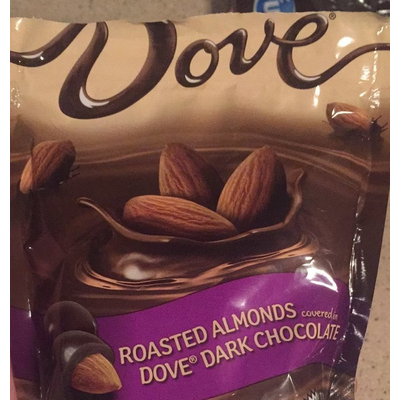 Dove
ROASTED ALMONDS covered in
DOVE® DARK CHOCOLATE